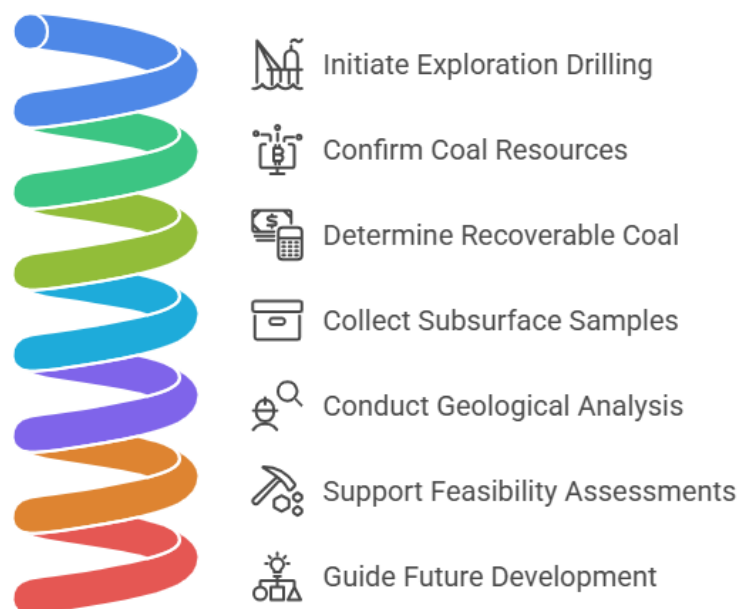 Initiate Exploration Drilling
Confirm Coal Resources
Determine Recoverable Coal
Collect Subsurface Samples
Conduct Geological Analysis
Support Feasibility Assessments
Guide Future Development